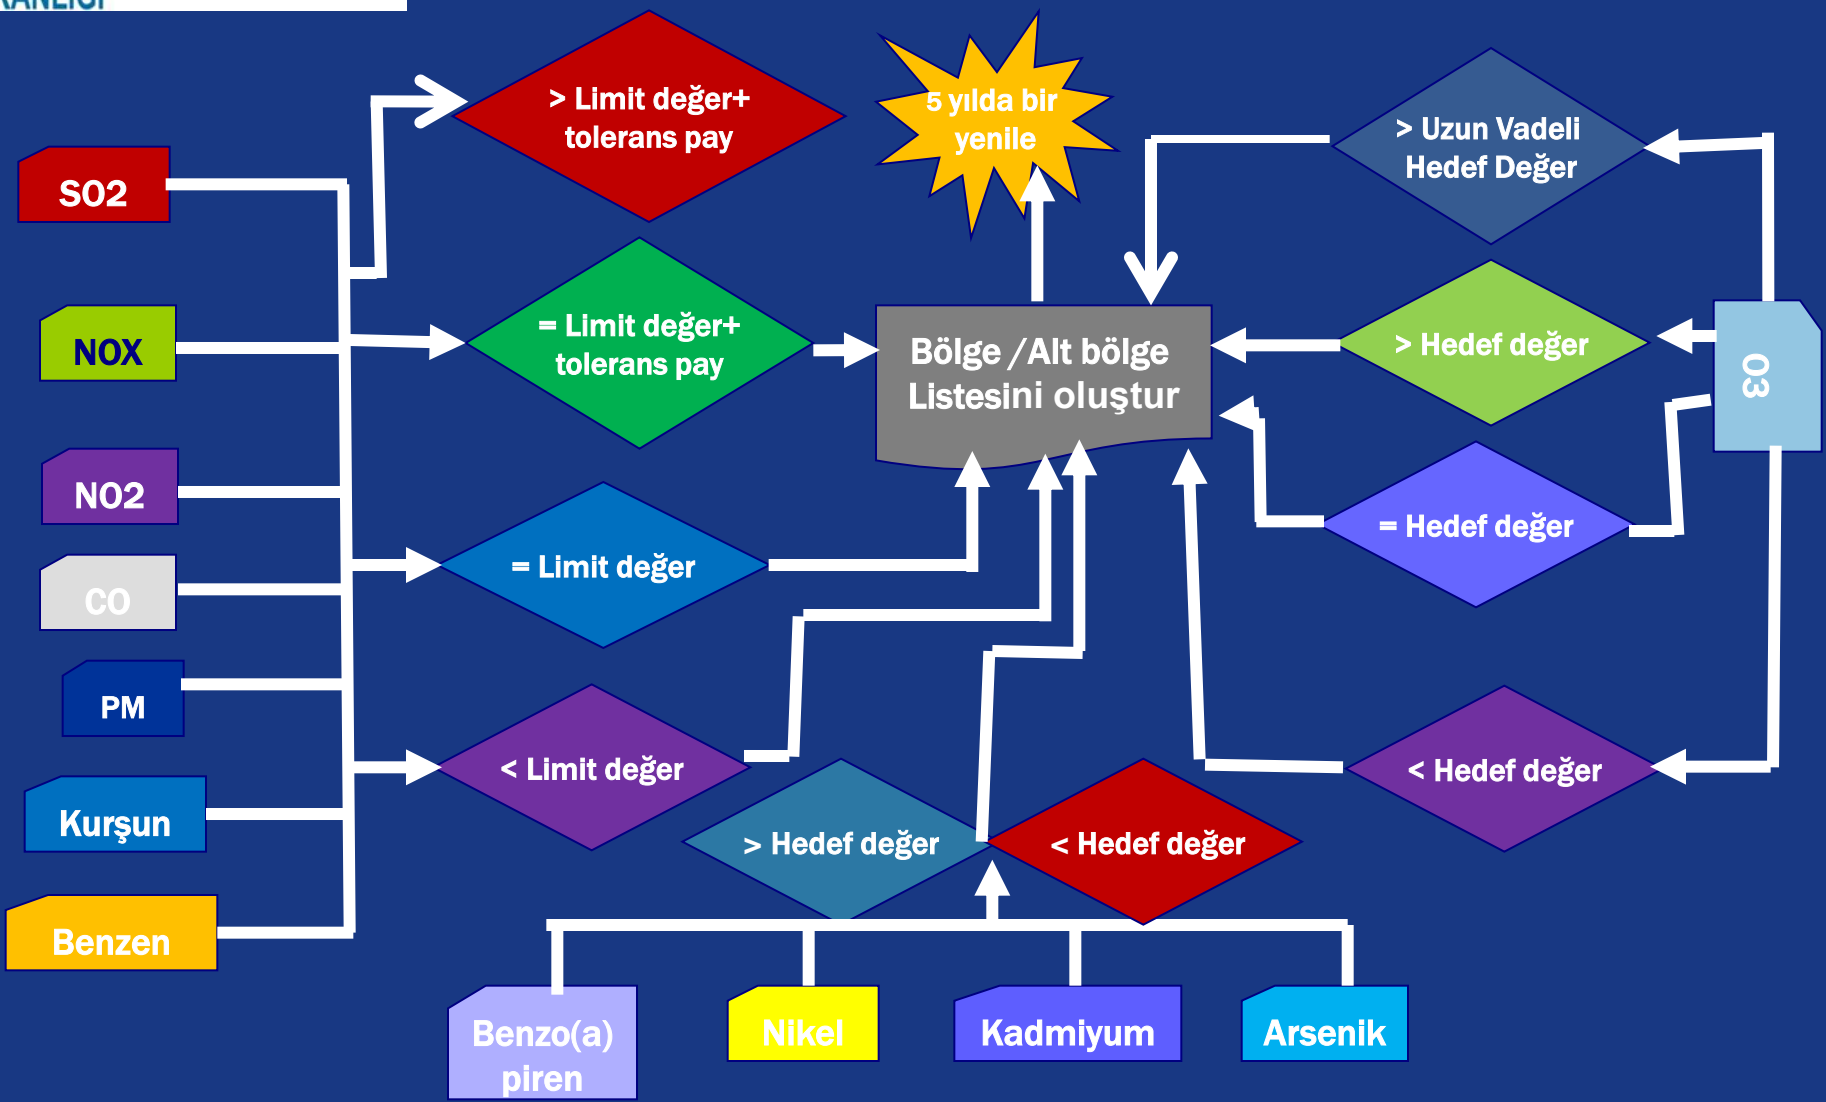 > Limit değer+
tolerans pay
5 yılda bir
yenile
> Uzun Vadeli
Hedef Değer
SO2
NOX
= Limit değer+
tolerans pay
Bölge /Alt bölge
Listesini oluştur
> Hedef değer
O3
NO2
= Limit değer
= Hedef değer
CO
PM
< Limit değer
< Hedef değer
Kurşun
> Hedef değer
< Hedef değer
Benzen
Benzo(a)
piren
Nikel
Kadmiyum
Arsenik